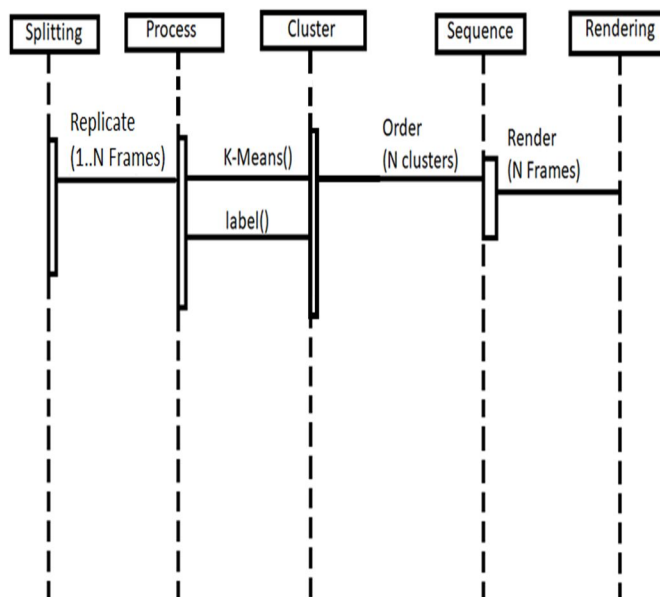 Splitting
Process
Cluster
Sequence
Rendering
Replicate
(1..N Frames)
K-Means()
label()
Order
(N clusters)
Render
(N Frames)